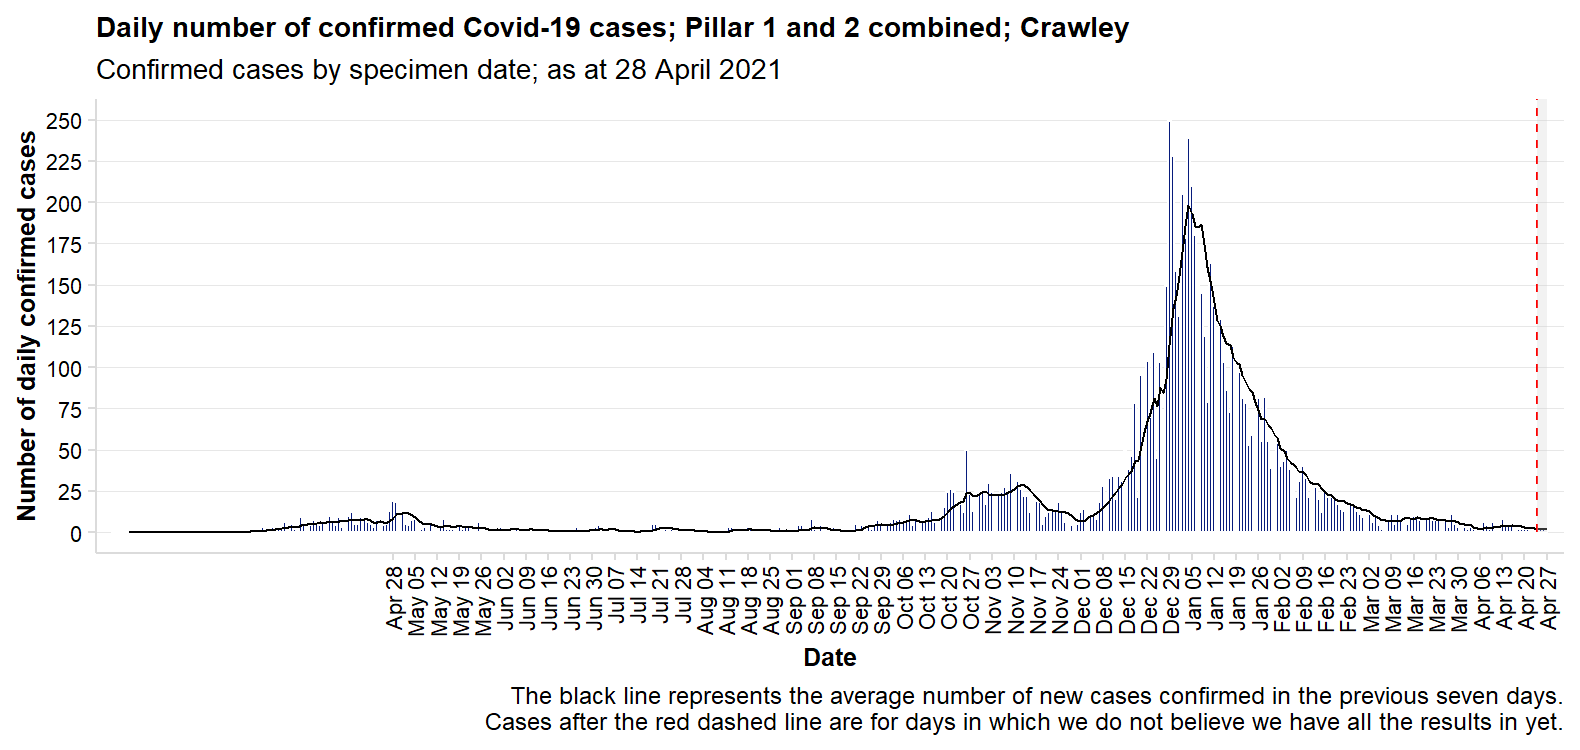 Daily number of confirmed Covid-19 cases; Pillar 1 and 2 combined; Crawley
Confirmed cases by specimen date; as at 28 April 2021
Number of daily confirmed cases
250
225
200
175
150
125
100
75
50
25
0
Apr 28
May 05
May 12
May 19
May 26
Jun 02
Jun 09
Jun 16
Jun 23
Jun 30
Jul 07
Jul 14
Jul 21
Jul 28
Aug 04
Aug 11
Aug 18
Aug 25
Sep 01
Sep 08
Sep 15
Sep 22
Sep 29
Oct 06
Oct 13
Oct 20
Oct 27
Nov 03
Nov 10
Nov 17
Nov 24
Dec 01
Dec 08
Dec 15
Dec 22
Dec 29
Jan 05
Jan 12
Jan 19
Jan 26
Feb 02
Feb 09
Feb 16
Feb 23
Mar 02
Mar 09
Mar 16
Mar 23
Mar 30
Apr 06
Apr 13
Apr 20
Apr 27
Date
The black line represents the average number of new cases confirmed in the previous seven days.
Cases after the red dashed line are for days in which we do not believe we have all the results in yet.